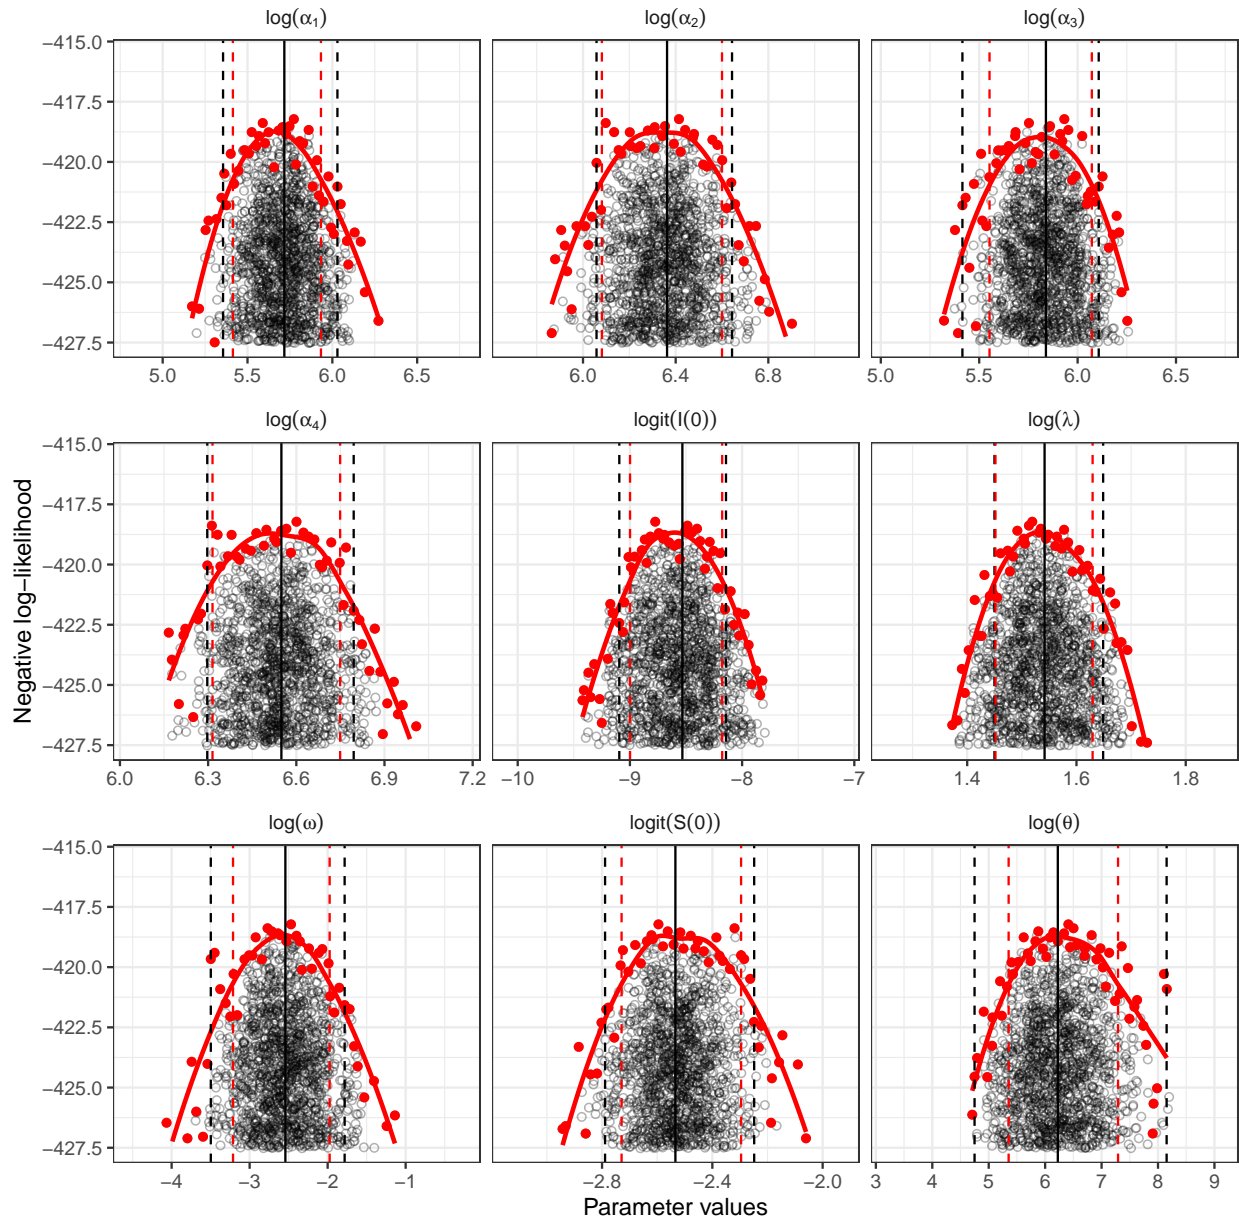 log(α₁) log(α₂) log(α₃)
−415.0
−417.5
−420.0
−422.5
−425.0
−427.5
5.0 5.5 6.0 6.5 6.0 6.4 6.8 5.0 5.5 6.0 6.5
log(α₄) logit(I(0)) log(λ)
−415.0
−417.5
−420.0
−422.5
−425.0
−427.5
6.0 6.3 6.6 6.9 7.2 −10 −9 −8 −7 1.4 1.6 1.8
Negative log−likelihood
log(ω) logit(S(0)) log(θ)
−415.0
−417.5
−420.0
−422.5
−425.0
−427.5
−4 −3 −2 −1 −2.8 −2.4 −2.0 3 4 5 6 7 8 9
Parameter values